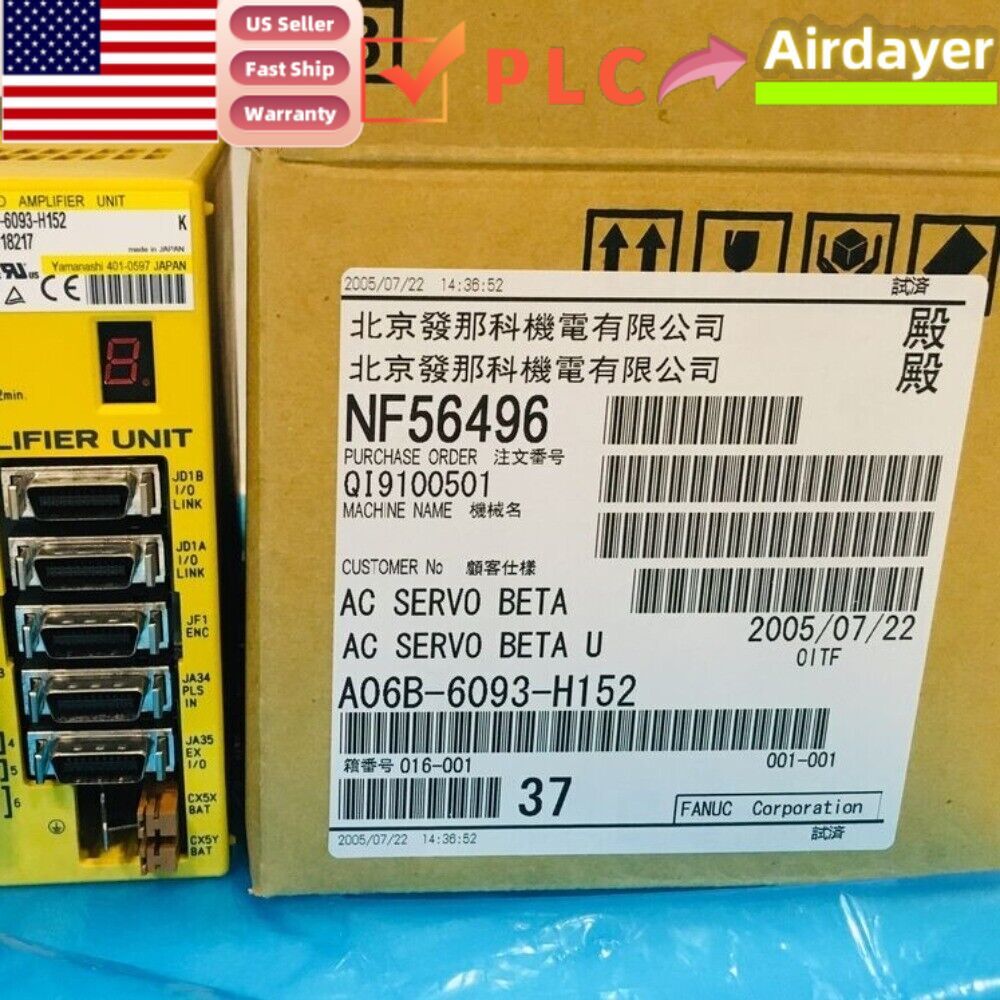 US Seller
Fast Ship
Warranty
PLC
Airdayer
AMPLIFIER UNIT
-6093-H152 K
18217
made in JAPAN
Yamanashi 401-0597 JAPAN
US
CE
8.
2min.
LIFIER UNIT
JD1B
I/O
LINK
JD1A
I/O
LINK
JF1
ENC
JA34
PLS
IN
JA35
EX
I/O
CX5X
BAT
CX5Y
BAT
4
5
6
2005/07/22 14:36:52 試済
北京發那科機電有限公司 殿
北京發那科機電有限公司 殿
NF56496
PURCHASE ORDER 注文番号
QI9100501
MACHINE NAME 機械名
CUSTOMER No 顧客仕様
AC SERVO BETA
2005/07/22
AC SERVO BETA U
OITF
A06B-6093-H152
箱番号 016-001 001-001
37
FANUC Corporation
2005/07/22 14:36:52 試済